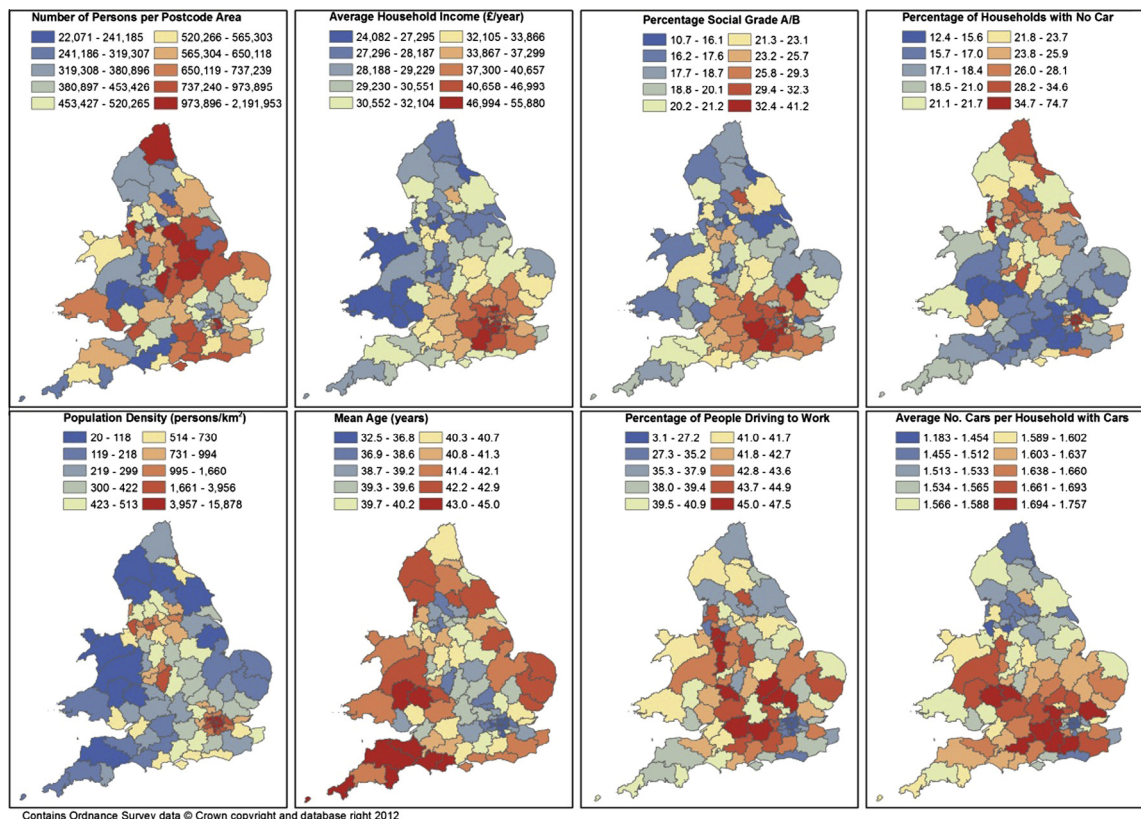 Number of Persons per Postcode Area
22,071 - 241,185 520,266 - 565,303
241,186 - 319,307 565,304 - 650,118
319,308 - 380,896 650,119 - 737,239
380,897 - 453,426 737,240 - 973,895
453,427 - 520,265 973,896 - 2,191,953
Average Household Income (£/year)
24,082 - 27,295 32,105 - 33,866
27,296 - 28,187 33,867 - 37,299
28,188 - 29,229 37,300 - 40,657
29,230 - 30,551 40,658 - 46,993
30,552 - 32,104 46,994 - 55,880
Percentage Social Grade A/B
10.7 - 16.1 21.3 - 23.1
16.2 - 17.6 23.2 - 25.7
17.7 - 18.7 25.8 - 29.3
18.8 - 20.1 29.4 - 32.3
20.2 - 21.2 32.4 - 41.2
Percentage of Households with No Car
12.4 - 15.6 21.8 - 23.7
15.7 - 17.0 23.8 - 25.9
17.1 - 18.4 26.0 - 28.1
18.5 - 21.0 28.2 - 34.6
21.1 - 21.7 34.7 - 74.7
Population Density (persons/km²)
20 - 118 514 - 730
119 - 218 731 - 994
219 - 299 995 - 1,660
300 - 422 1,661 - 3,956
423 - 513 3,957 - 15,878
Mean Age (years)
32.5 - 36.8 40.3 - 40.7
36.9 - 38.6 40.8 - 41.3
38.7 - 39.2 41.4 - 42.1
39.3 - 39.6 42.2 - 42.9
39.7 - 40.2 43.0 - 45.0
Percentage of People Driving to Work
3.1 - 27.2 41.0 - 41.7
27.3 - 35.2 41.8 - 42.7
35.3 - 37.9 42.8 - 43.6
38.0 - 39.4 43.7 - 44.9
39.5 - 40.9 45.0 - 47.5
Average No. Cars per Household with Cars
1.183 - 1.454 1.589 - 1.602
1.455 - 1.512 1.603 - 1.637
1.513 - 1.533 1.638 - 1.660
1.534 - 1.565 1.661 - 1.693
1.566 - 1.588 1.694 - 1.757
Contains Ordnance Survey data © Crown copyright and database right 2012